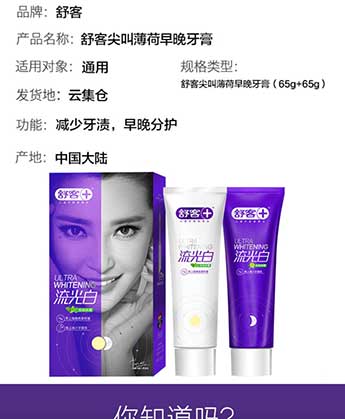 品牌：舒客
产品名称：舒客尖叫薄荷早晚牙膏
适用对象：通用
规格类型：
舒客尖叫薄荷早晚牙膏（65g+65g）
发货地：云集仓
功能：减少牙渍，早晚分护
产地：中国大陆
舒客
ULTRA
WHITENING
流光白
舒客
ULTRA
WHITENING
流光白
舒客
ULTRA
WHITENING
流光白
你知道吗?